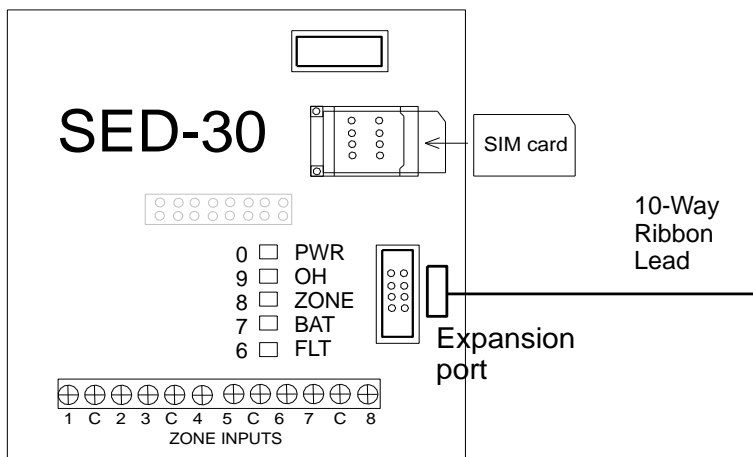 SED-30
SIM card
10-Way
Ribbon
Lead
0 PWR
9 OH
8 ZONE
7 BAT
6 FLT
Expansion
port
1 C 2 3 C 4 5 C 6 7 C 8
ZONE INPUTS